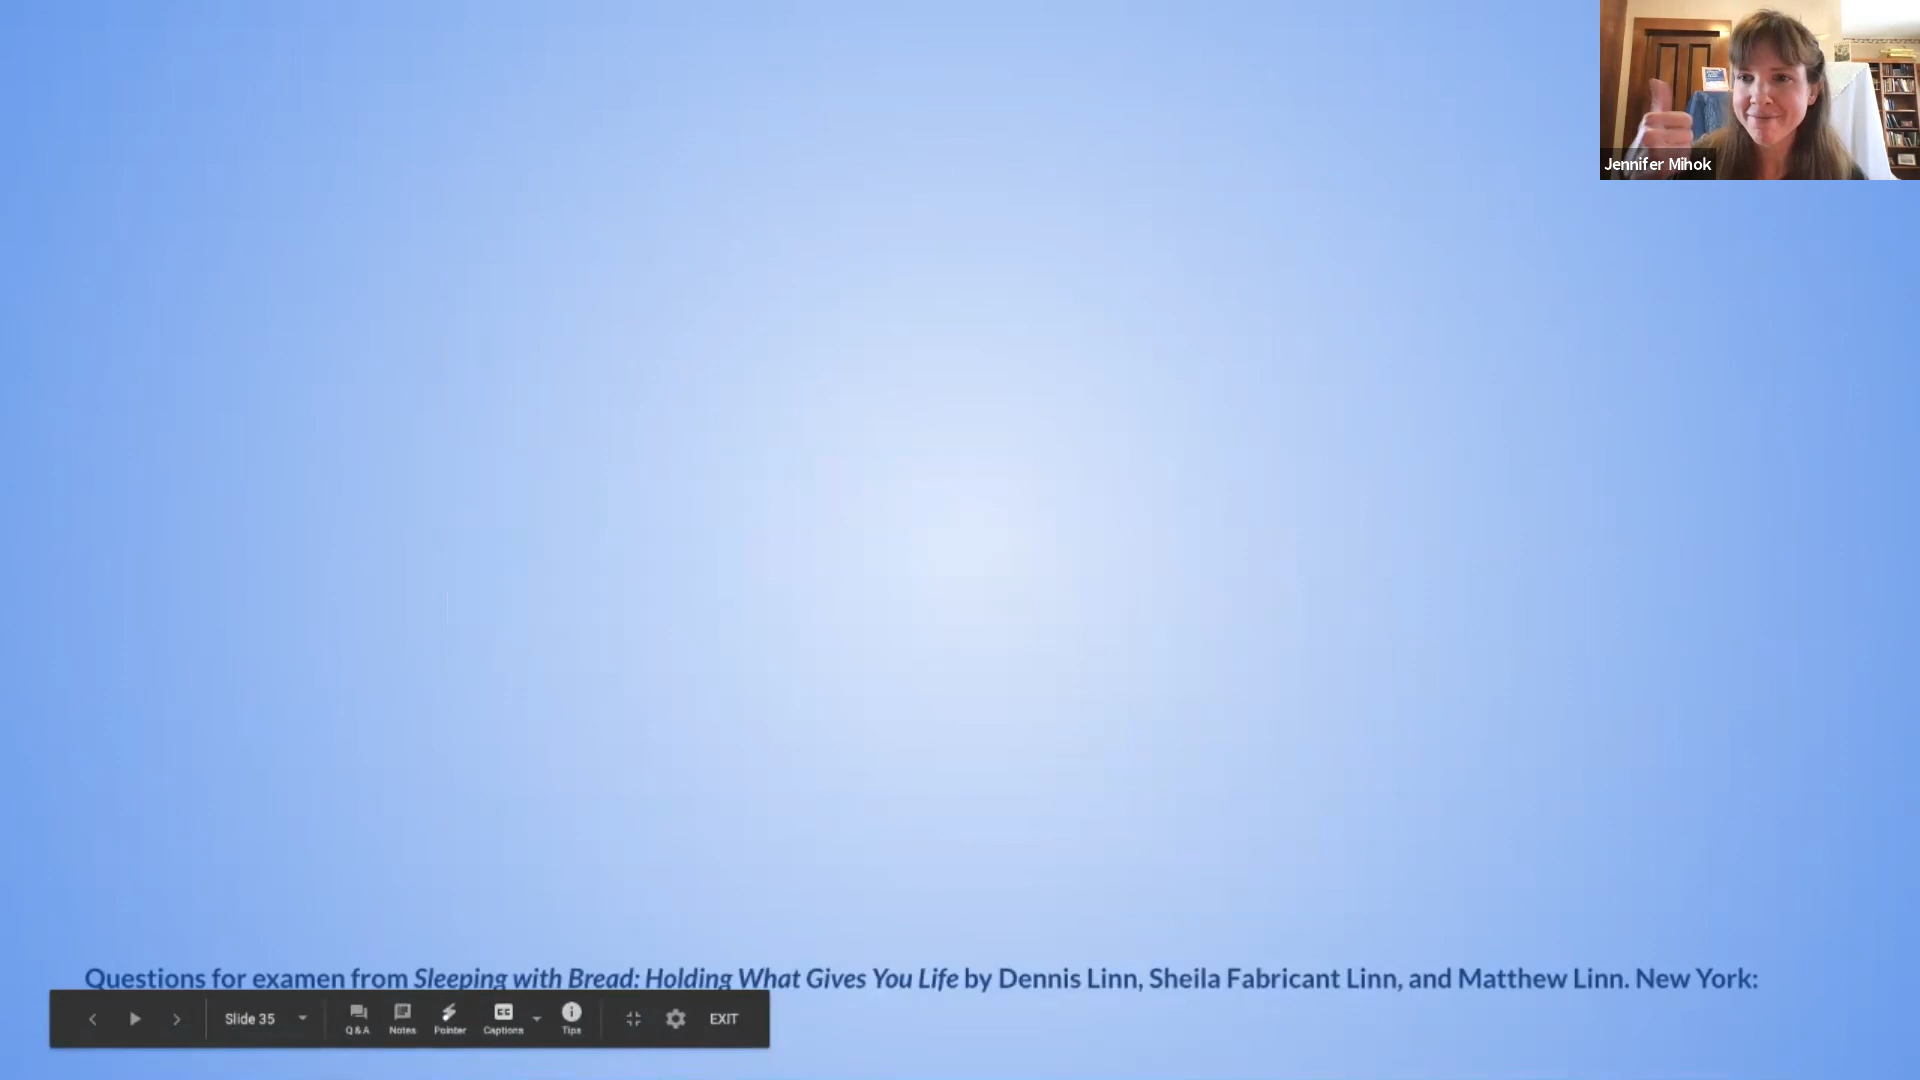 Jennifer Mihok
Questions for examen from Sleeping with Bread: Holding What Gives You Life by Dennis Linn, Sheila Fabricant Linn, and Matthew Linn. New York:
Slide 35
Q&A
Notes
Pointer
CC
Captions
Tips
EXIT